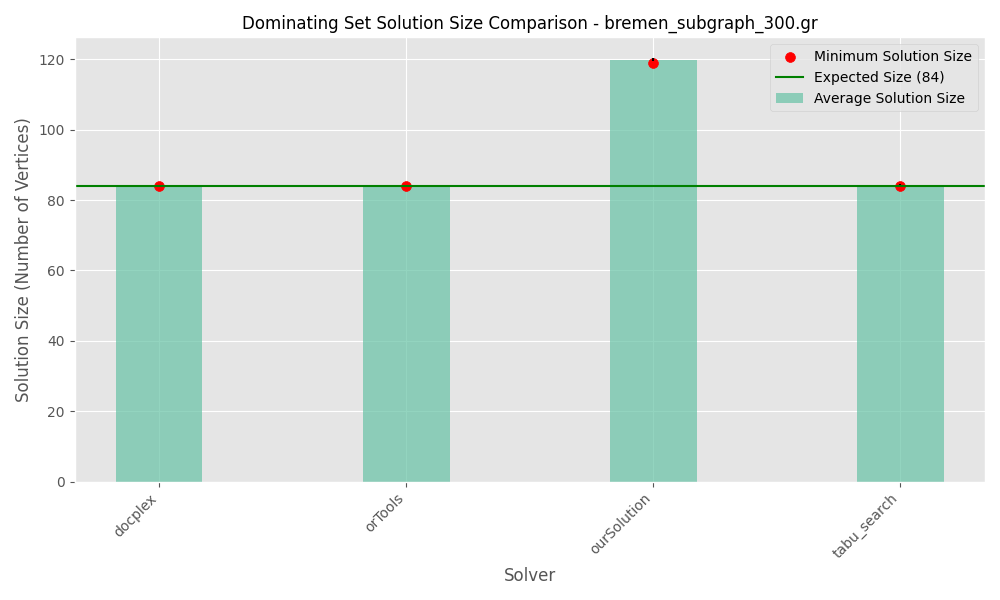 Dominating Set Solution Size Comparison - bremen_subgraph_300.gr
Minimum Solution Size
Expected Size (84)
Average Solution Size
Solution Size (Number of Vertices)
120
100
80
60
40
20
0
docplex
orTools
ourSolution
tabu_search
Solver